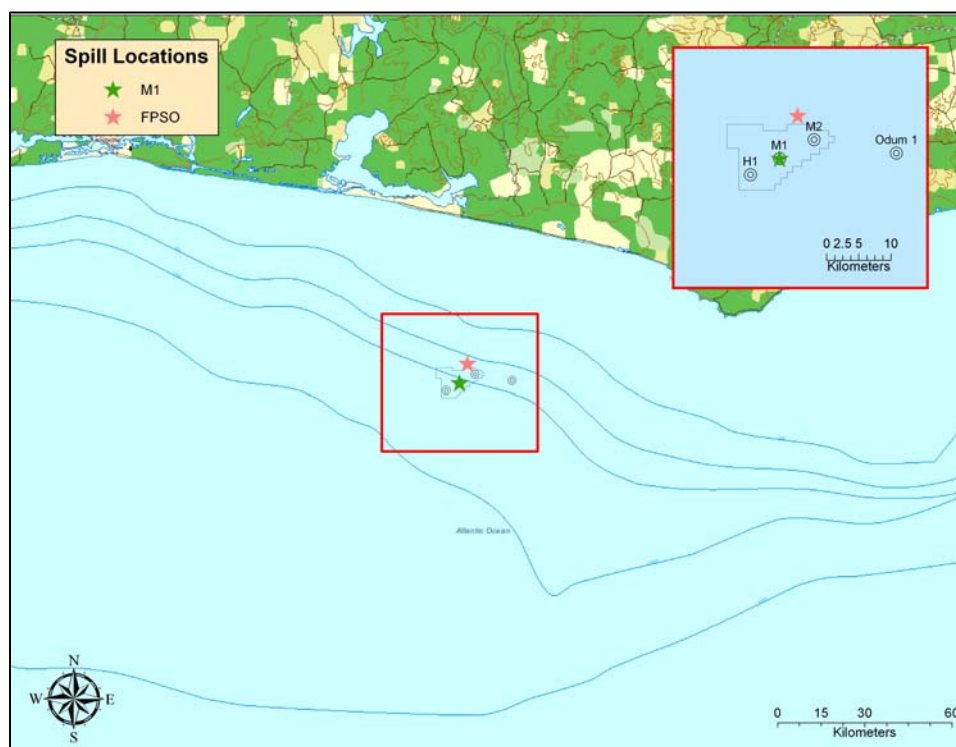 Spill Locations
M1
FPSO
M2
Odum 1
M1
H1
0 2.5 5 10
Kilometers
Atlantic Ocean
N
W E
S
0 15 30 60
Kilometers